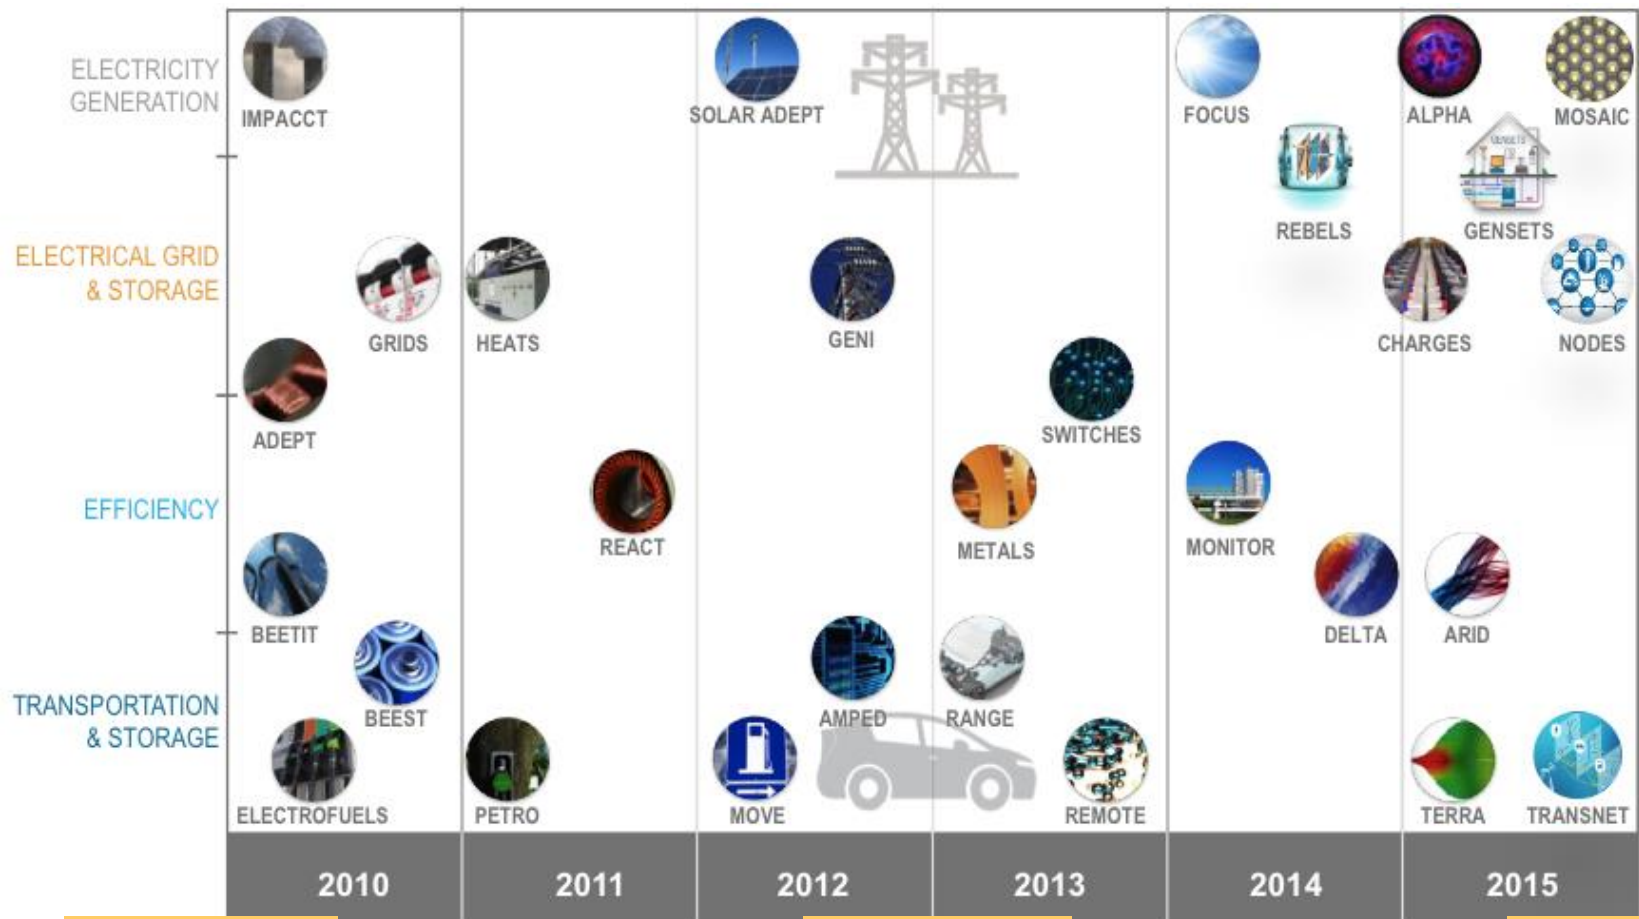 ELECTRICITY
GENERATION
IMPACCT
SOLAR ADEPT
FOCUS
ALPHA
MOSAIC
GENSETS
REBELS
GENSETS
ELECTRICAL GRID
& STORAGE
GRIDS
HEATS
GENI
CHARGES
NODES
ADEPT
SWITCHES
EFFICIENCY
REACT
METALS
MONITOR
BEETIT
DELTA
ARID
TRANSPORTATION
& STORAGE
BEEST
AMPED
RANGE
ELECTROFUELS
PETRO
MOVE
REMOTE
TERRA
TRANSNET
2010
2011
2012
2013
2014
2015